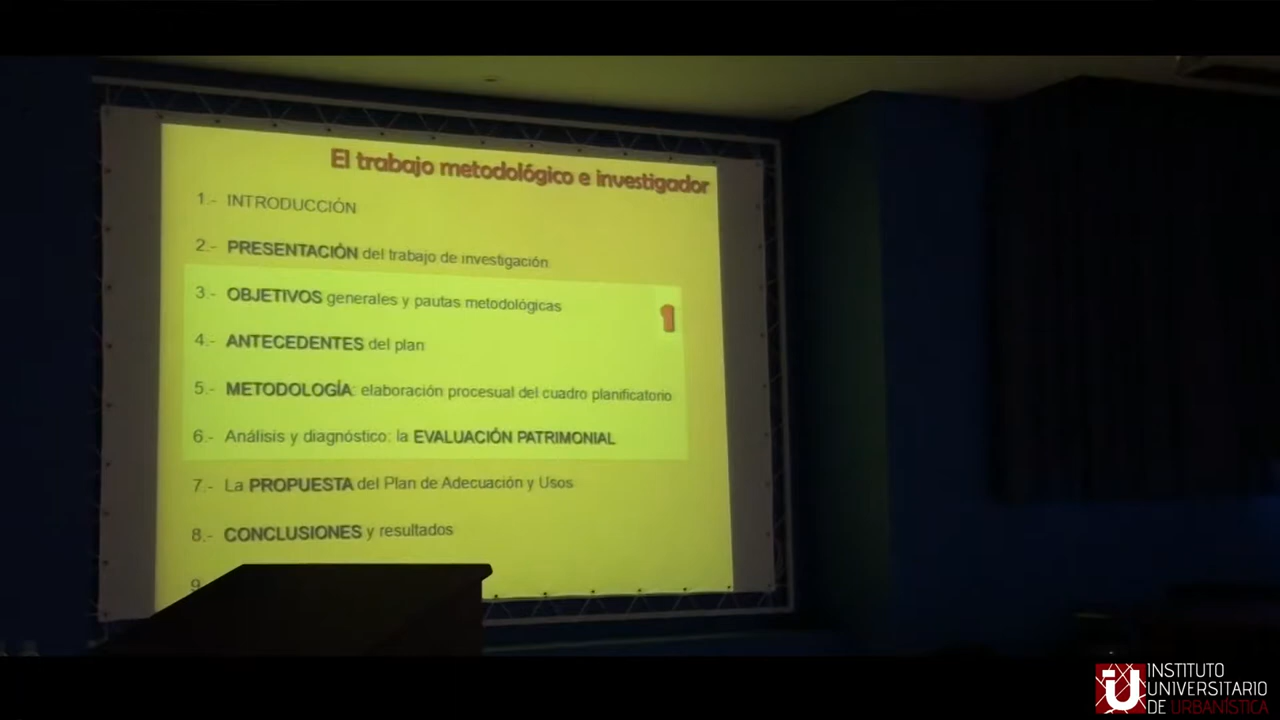 El trabajo metodológico e investigador
1.- INTRODUCCIÓN
2.- PRESENTACIÓN del trabajo de investigación
3.- OBJETIVOS generales y pautas metodológicas
1
4.- ANTECEDENTES del plan
5.- METODOLOGÍA: elaboración procesual del cuadro planificatorio
6.- Análisis y diagnóstico: la EVALUACIÓN PATRIMONIAL
7.- La PROPUESTA del Plan de Adecuación y Usos
8.- CONCLUSIONES y resultados
9
INSTITUTO
UNIVERSITARIO
DE URBANÍSTICA